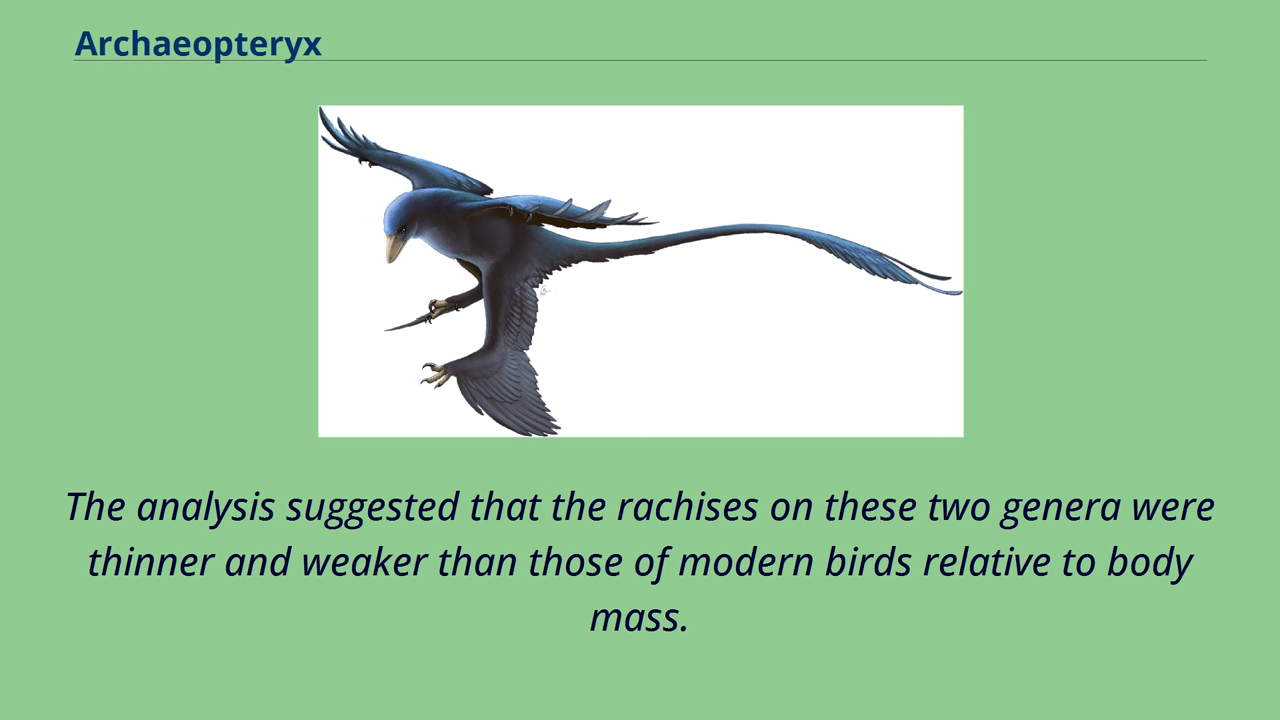 Archaeopteryx
The analysis suggested that the rachises on these two genera were
thinner and weaker than those of modern birds relative to body
mass.